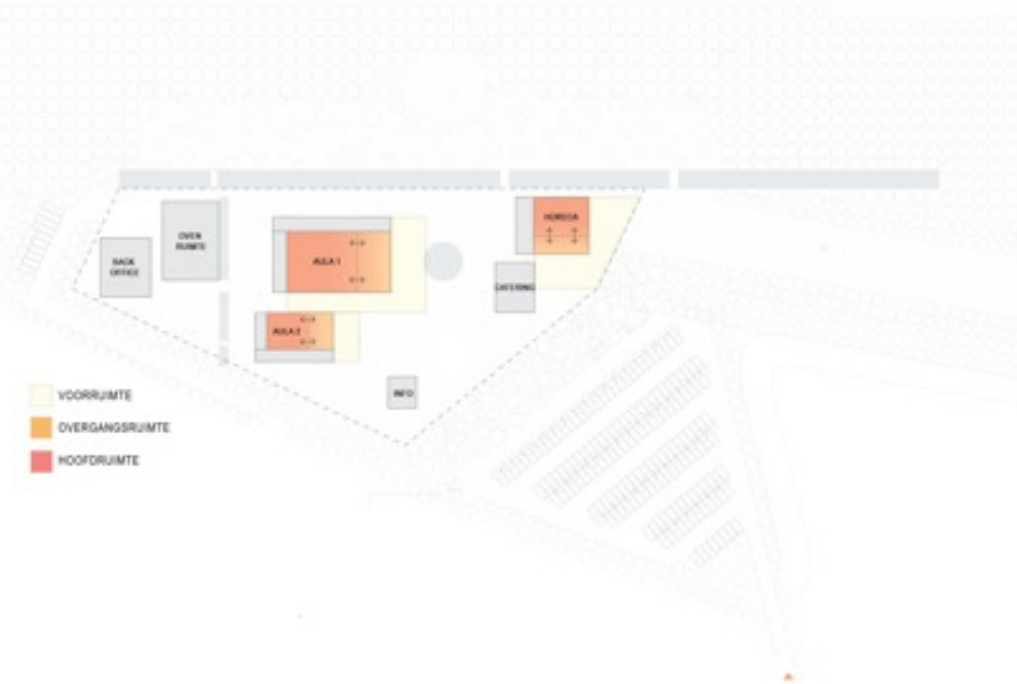 OVEN
RUIMTE
BACK
OFFICE
AULA 1
HORECA
CATERING
AULA 2
INFO
VOORRUIMTE
OVERGANGSRUIMTE
HOOFDRUIMTE